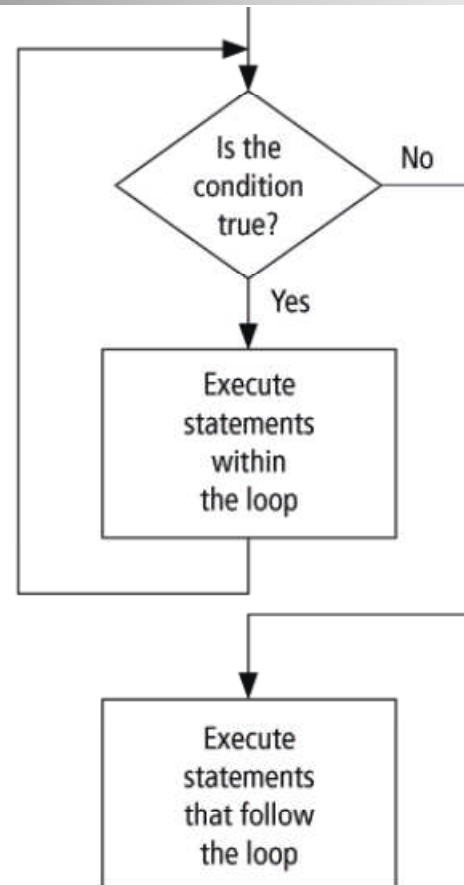 Is the
condition
true?
No
Yes
Execute
statements
within
the loop
Execute
statements
that follow
the loop